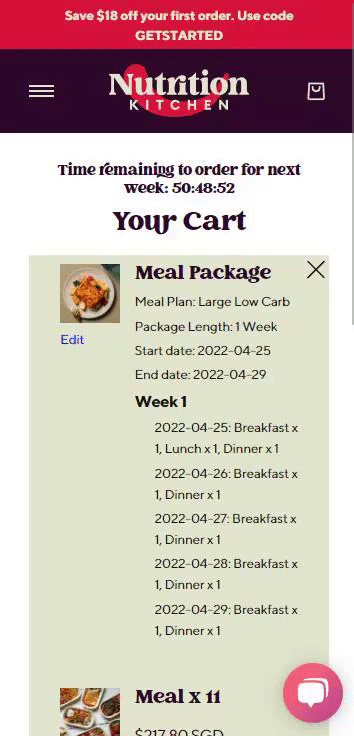 Save $18 off your first order. Use code
GETSTARTED
Nutrition
KITCHEN
Time remaining to order for next
week: 50:48:52
Your Cart
Meal Package
Meal Plan: Large Low Carb
Package Length: 1 Week
Start date: 2022-04-25
End date: 2022-04-29
Edit
Week 1
2022-04-25: Breakfast x
1, Lunch x 1, Dinner x 1
2022-04-26: Breakfast x
1, Dinner x 1
2022-04-27: Breakfast x
1, Dinner x 1
2022-04-28: Breakfast x
1, Dinner x 1
2022-04-29: Breakfast x
1, Dinner x 1
Meal x 11
$217.80 SGD